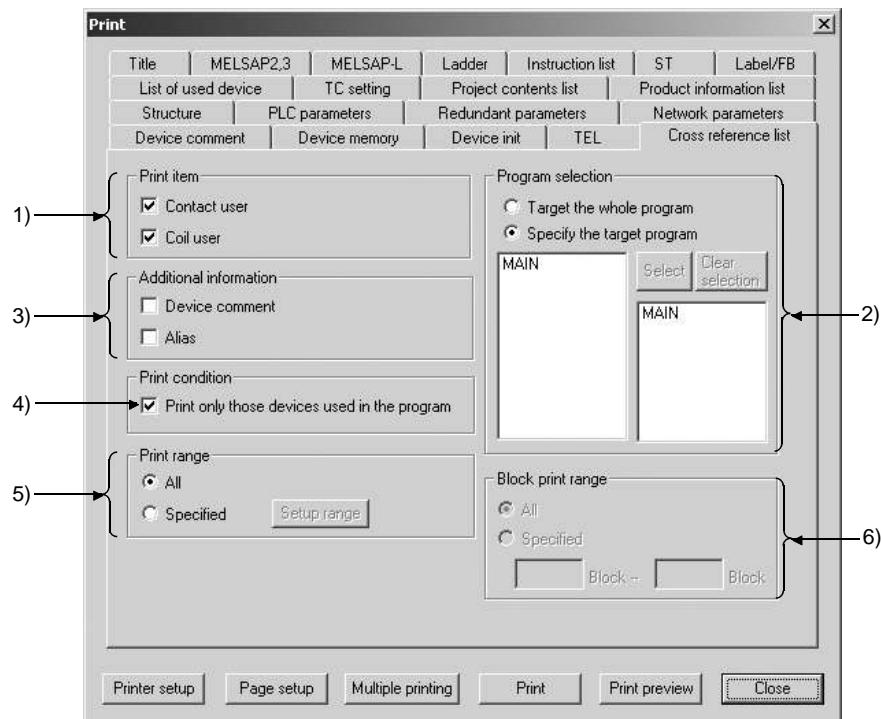 Print
Title MELSAP2,3 MELSAP-L Ladder Instruction list ST Label/FB
List of used device TC setting Project contents list Product information list
Structure PLC parameters Redundant parameters Network parameters
Device comment Device memory Device init TEL Cross reference list
1)
Print item
Contact user
Coil user
3)
Additional information
Device comment
Alias
4)
Print condition
Print only those devices used in the program
5)
Print range
All
Specified Setup range
Program selection
Target the whole program
Specify the target program
MAIN
Select
Clear
selection
MAIN
2)
Block print range
All
Specified
Block -- Block
6)
Printer setup Page setup Multiple printing Print Print preview Close